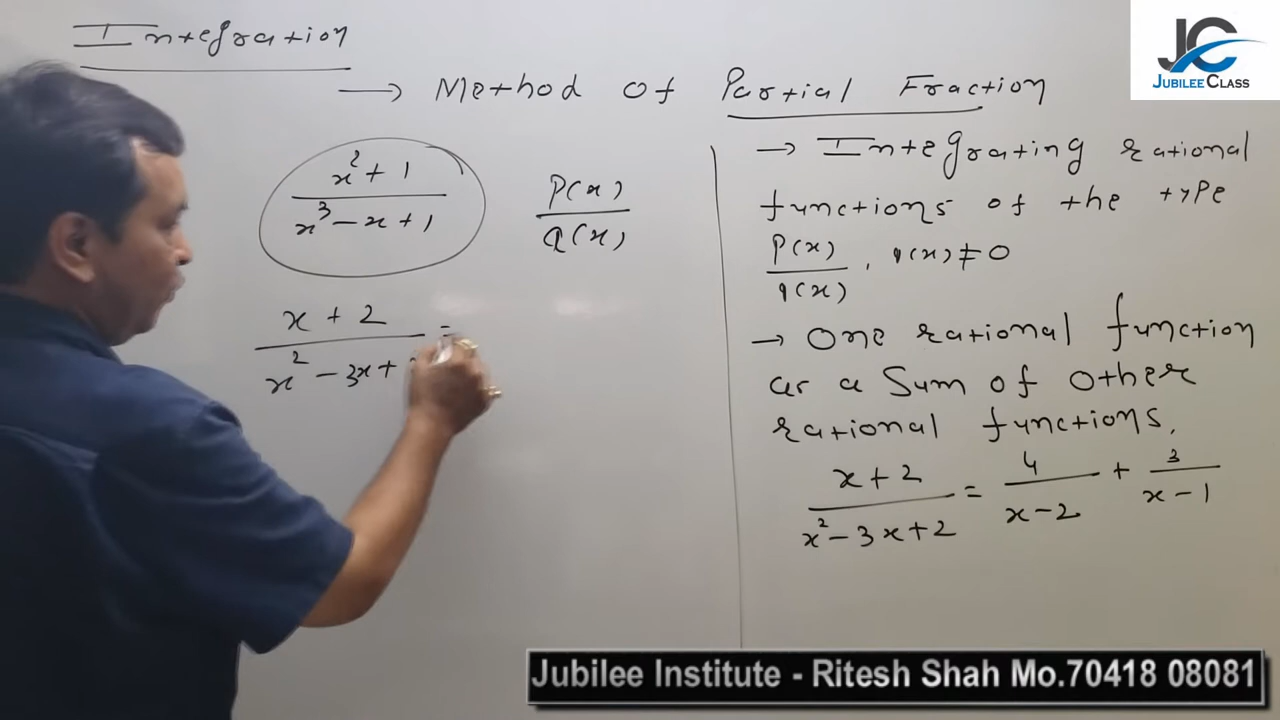 Integration
→ Method of Partial Fraction
JC
JUBILEE CLASS
x² + 1
x³ - x + 1
P(x)
Q(x)
x + 2
x² - 3x + =
→ Integrating rational
functions of the type
P(x)
q(x) , q(x) ≠ 0
→ One rational function
as a Sum of other
rational functions.
x + 2 = 4 + 3
x² - 3x + 2 x - 2 x - 1
Jubilee Institute - Ritesh Shah Mo.70418 08081